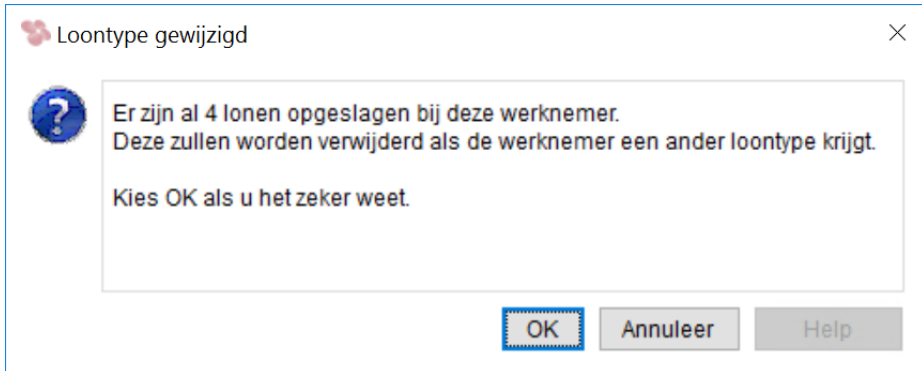 Loontype gewijzigd
Er zijn al 4 lonen opgeslagen bij deze werknemer.
Deze zullen worden verwijderd als de werknemer een ander loontype krijgt.
Kies OK als u het zeker weet.
OK
Annuleer
Help